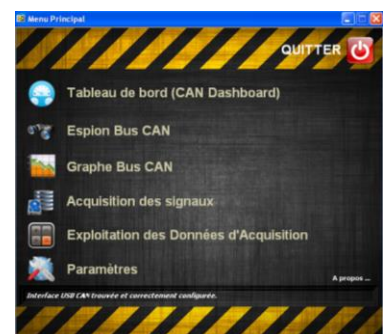 Menu Principal
QUITTER
Tableau de bord (CAN Dashboard)
Espion Bus CAN
Graphe Bus CAN
Acquisition des signaux
Exploitation des Données d'Acquisition
Paramètres
A propos ...
Interface USB CAN trouvée et correctement configurée.